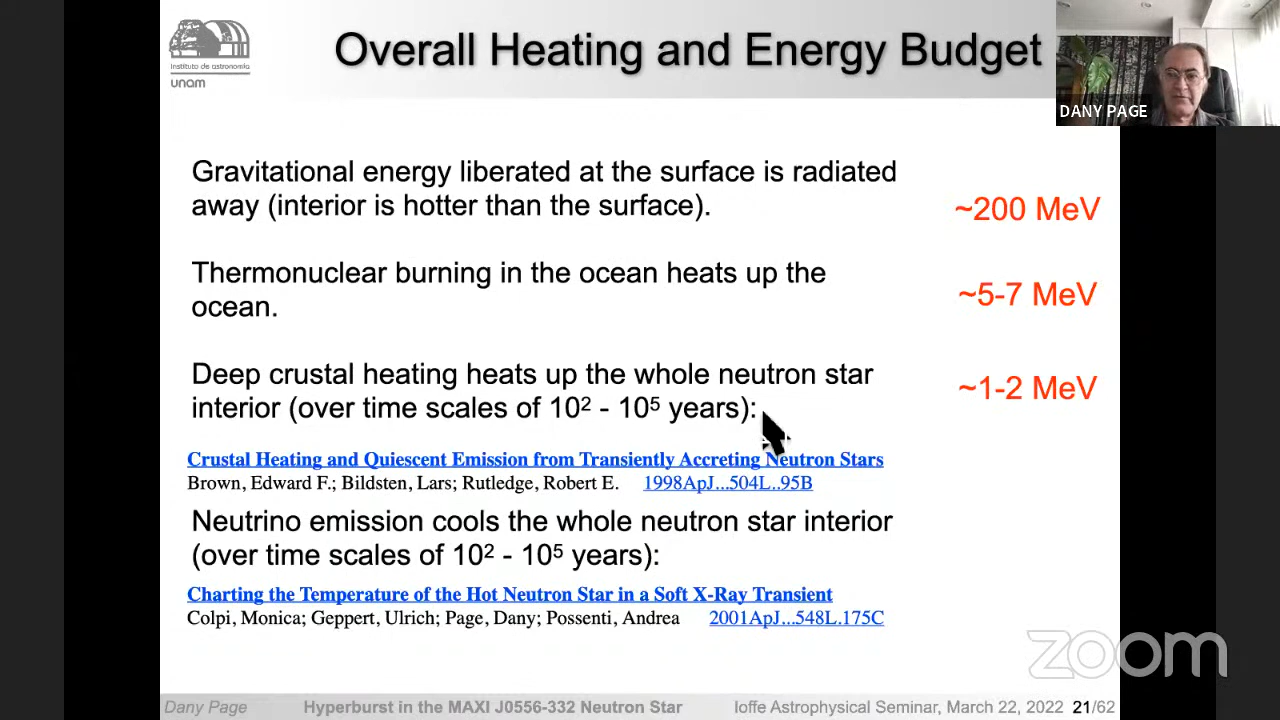 Instituto de astronomía
unam
Overall Heating and Energy Budget
DANY PAGE
Gravitational energy liberated at the surface is radiated
away (interior is hotter than the surface).
~200 MeV
Thermonuclear burning in the ocean heats up the
ocean.
~5-7 MeV
Deep crustal heating heats up the whole neutron star
interior (over time scales of 10² - 10⁵ years):
~1-2 MeV
Crustal Heating and Quiescent Emission from Transiently Accreting Neutron Stars
Brown, Edward F.; Bildsten, Lars; Rutledge, Robert E. 1998ApJ...504L..95B
Neutrino emission cools the whole neutron star interior
(over time scales of 10² - 10⁵ years):
Charting the Temperature of the Hot Neutron Star in a Soft X-Ray Transient
Colpi, Monica; Geppert, Ulrich; Page, Dany; Possenti, Andrea 2001ApJ...548L.175C
zoom
Dany Page Hyperburst in the MAXI J0556-332 Neutron Star Ioffe Astrophysical Seminar, March 22, 2022 21/62